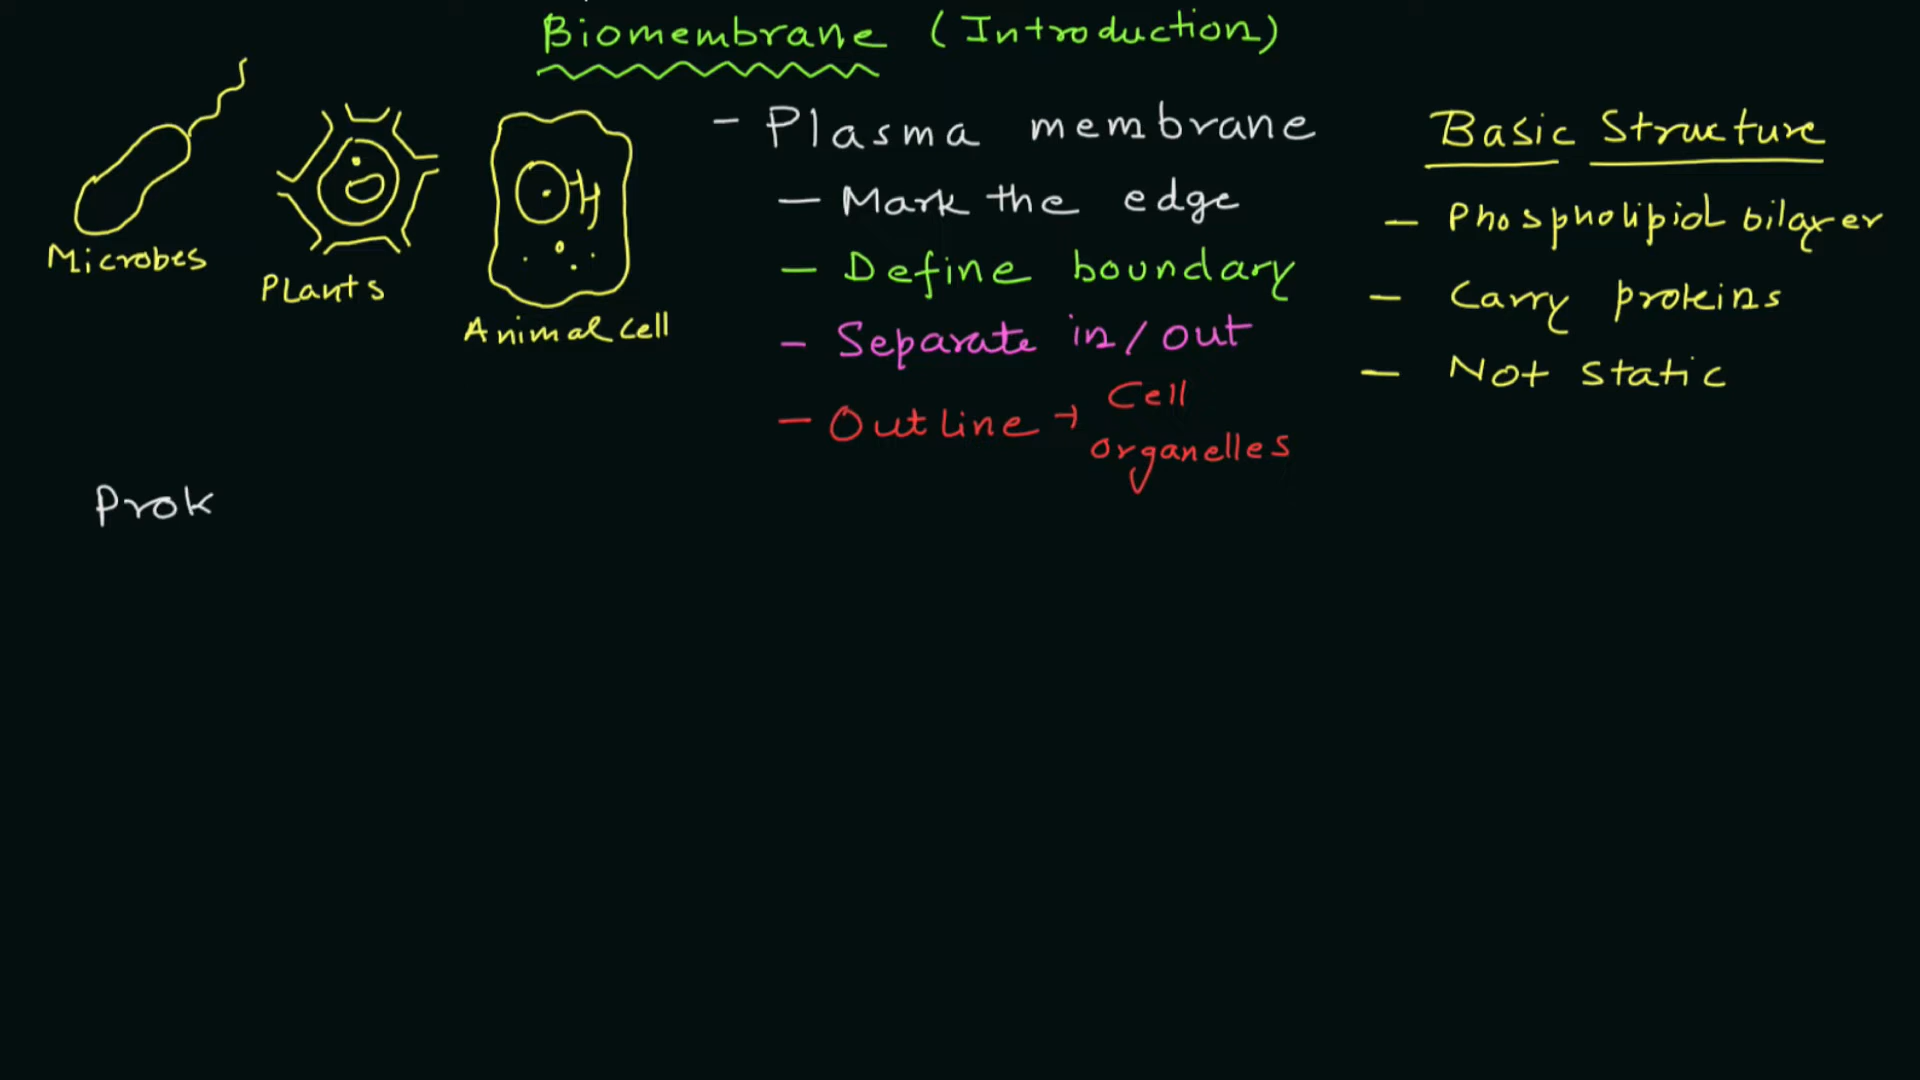 Biomembrane (Introduction)
Microbes
Plants
Animal cell
- Plasma membrane
- Mark the edge
- Define boundary
- Separate in/out
- Outline → Cell
organelles
Basic Structure
- Phospholipid bilayer
- Carry proteins
- Not static
Prok